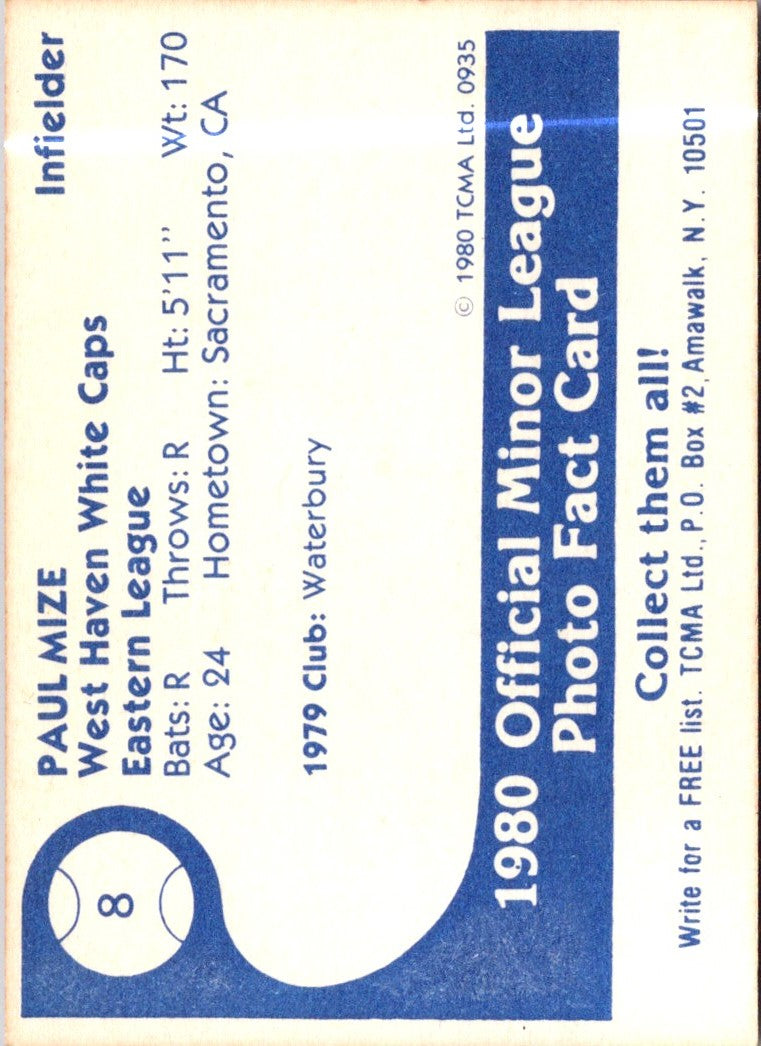 8
PAUL MIZE Infielder
West Haven White Caps
Eastern League
Bats: R Throws: R Ht: 5'11" Wt: 170
Age: 24 Hometown: Sacramento, CA
1979 Club: Waterbury
© 1980 TCMA Ltd. 0935
1980 Official Minor League
Photo Fact Card
Collect them all!
Write for a FREE list. TCMA Ltd., P.O. Box #2, Amawalk, N.Y. 10501